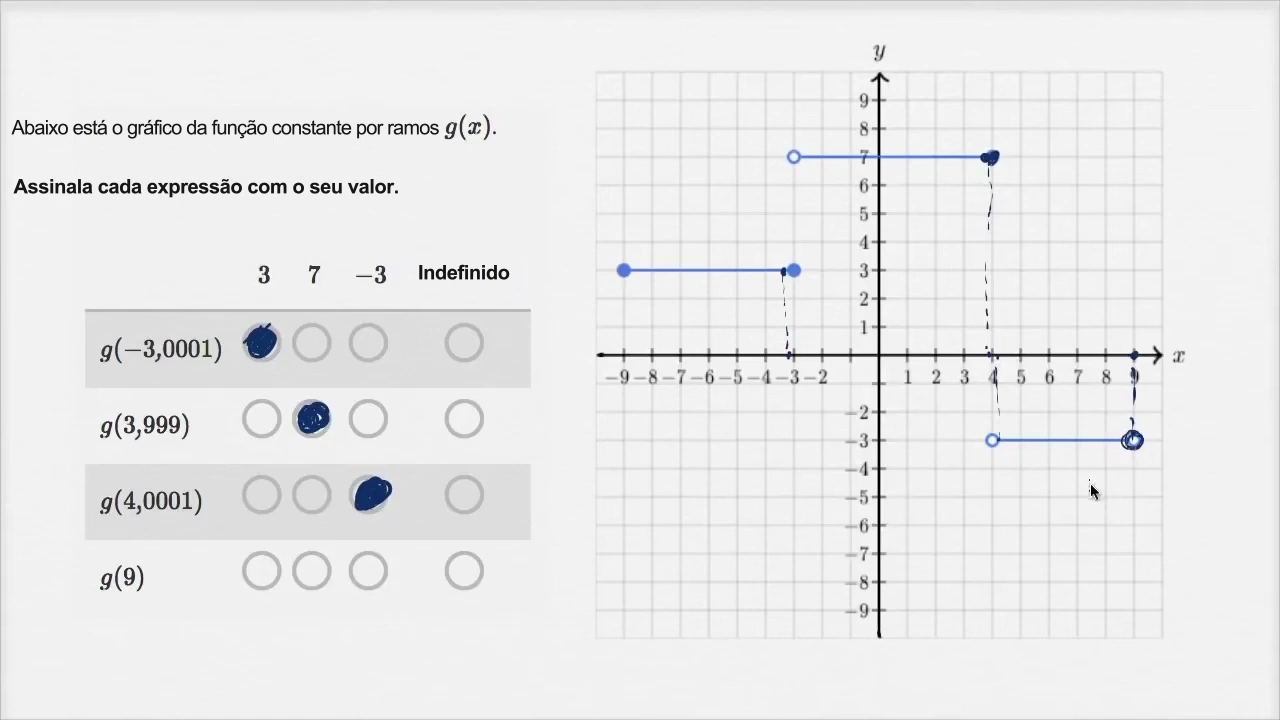 Abaixo está o gráfico da função constante por ramos g(x).
Assinala cada expressão com o seu valor.
3 7 −3 Indefinido
g(−3,0001)
g(3,999)
g(4,0001)
g(9)
y
9
8
7
6
5
4
3
2
1
−9 −8 −7 −6 −5 −4 −3 −2 1 2 3 4 5 6 7 8 9 x
−2
−3
−4
−5
−6
−7
−8
−9